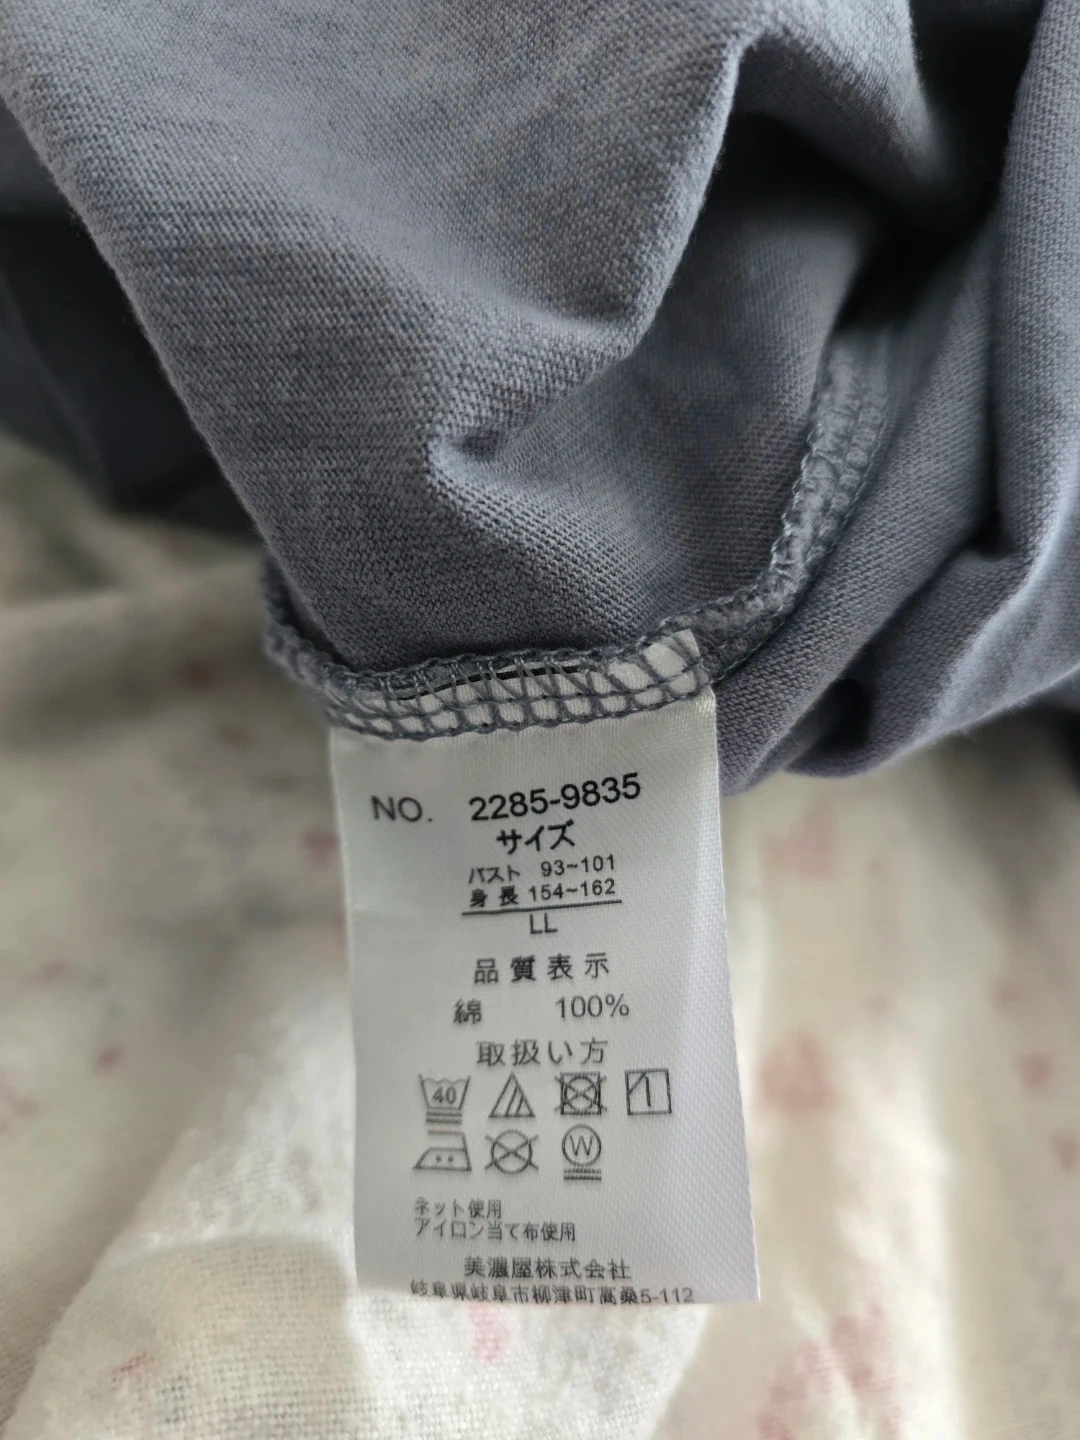 NO. 2285-9835
サイズ
バスト 93~101
身長 154~162
LL
品質表示
綿 100%
取扱い方
40
W
ネット使用
アイロン当て布使用
美濃屋株式会社
岐阜県岐阜市柳津町高桑5-112